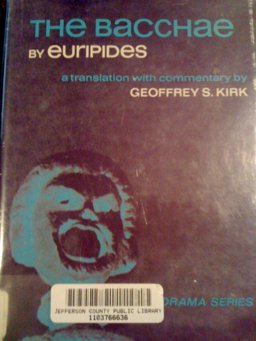 THE BACCHAE
BY EURIPIDES
a translation with commentary by
GEOFFREY S. KIRK
JEFFERSON COUNTY PUBLIC LIBRARY
1103766636
DRAMA SERIES